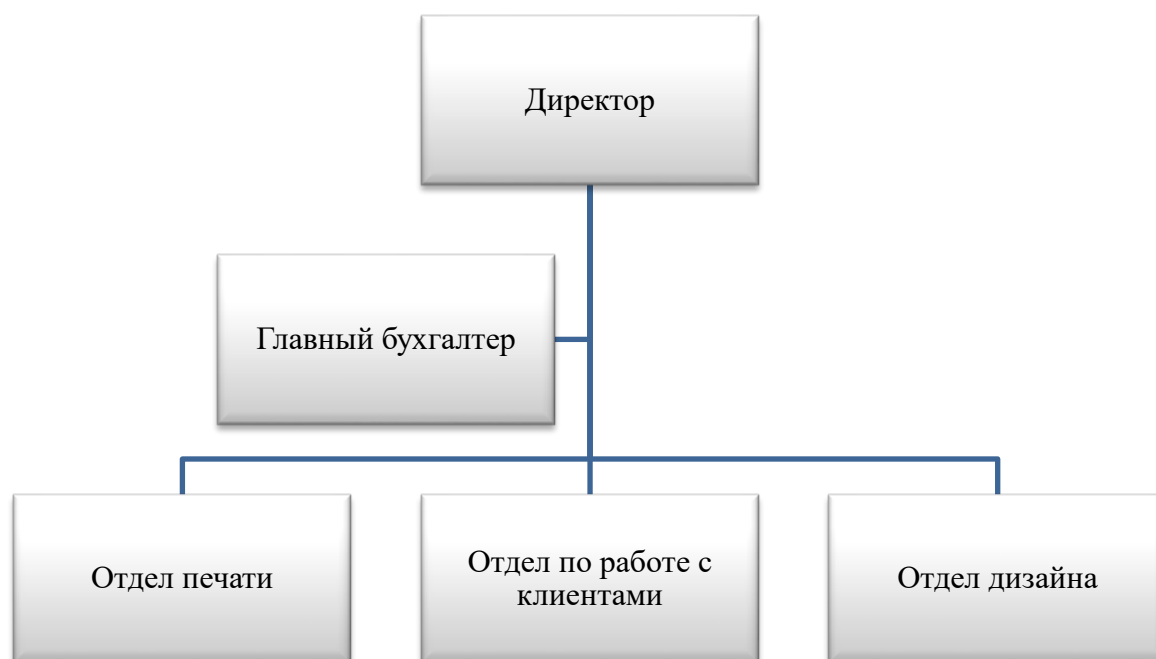 Директор
Главный бухгалтер
Отдел печати
Отдел по работе с
клиентами
Отдел дизайна